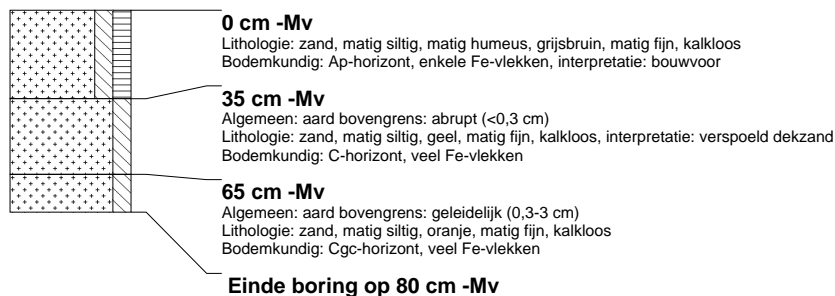 0 cm -Mv
Lithologie: zand, matig siltig, matig humeus, grijsbruin, matig fijn, kalkloos
Bodemkundig: Ap-horizont, enkele Fe-vlekken, interpretatie: bouwvoor
35 cm -Mv
Algemeen: aard bovengrens: abrupt (<0,3 cm)
Lithologie: zand, matig siltig, geel, matig fijn, kalkloos, interpretatie: verspoeld dekzand
Bodemkundig: C-horizont, veel Fe-vlekken
65 cm -Mv
Algemeen: aard bovengrens: geleidelijk (0,3-3 cm)
Lithologie: zand, matig siltig, oranje, matig fijn, kalkloos
Bodemkundig: Cgc-horizont, veel Fe-vlekken
Einde boring op 80 cm -Mv